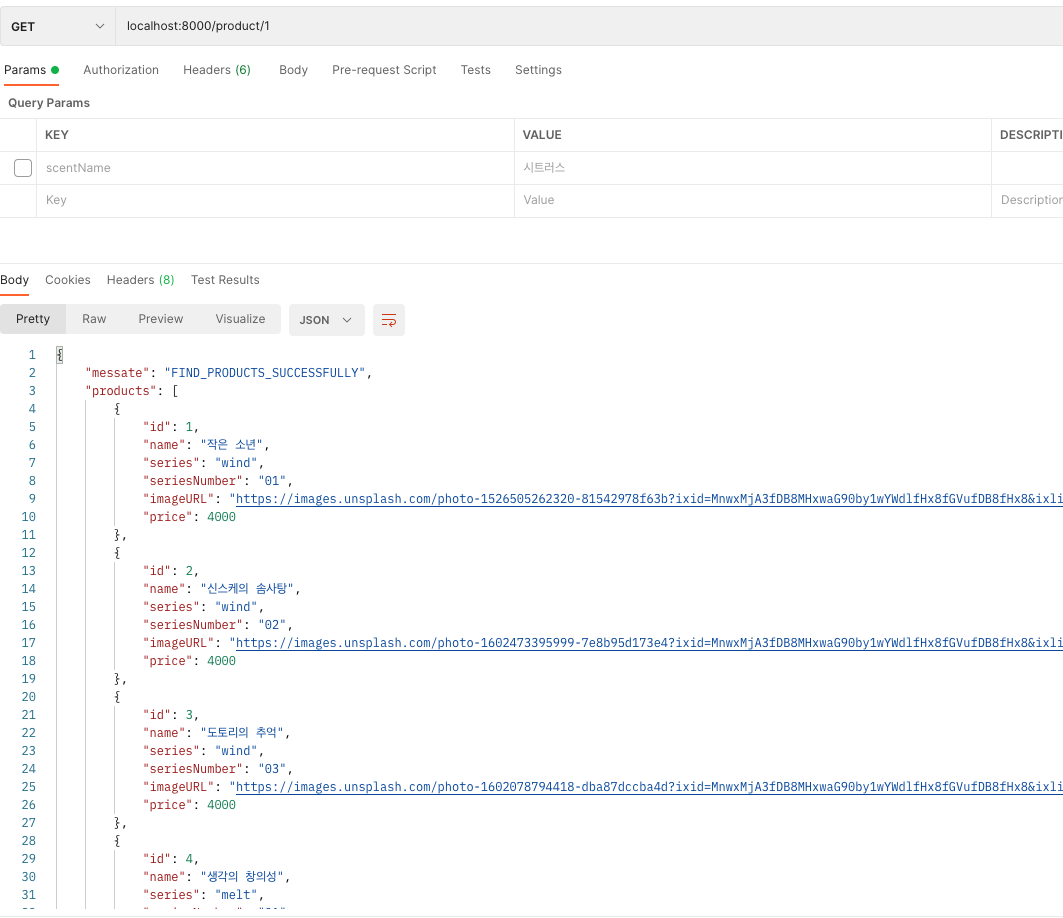 GET localhost:8000/product/1
Params Authorization Headers (6) Body Pre-request Script Tests Settings
Query Params
KEY VALUE DESCRIPTI
scentName 시트러스
Key Value Description
Body Cookies Headers (8) Test Results
Pretty Raw Preview Visualize JSON
1 {
2 "messate": "FIND_PRODUCTS_SUCCESSFULLY",
3 "products": [
4 {
5 "id": 1,
6 "name": "작은 소년",
7 "series": "wind",
8 "seriesNumber": "01",
9 "imageURL": "https://images.unsplash.com/photo-1526505262320-81542978f63b?ixid=MnwxMjA3fDB8MHxwaG90by1wYWdlfHx8fGVufDB8fHx8&ixli
10 "price": 4000
11 },
12 {
13 "id": 2,
14 "name": "신스케의 솜사탕",
15 "series": "wind",
16 "seriesNumber": "02",
17 "imageURL": "https://images.unsplash.com/photo-1602473395999-7e8b95d173e4?ixid=MnwxMjA3fDB8MHxwaG90by1wYWdlfHx8fGVufDB8fHx8&ixli
18 "price": 4000
19 },
20 {
21 "id": 3,
22 "name": "도토리의 추억",
23 "series": "wind",
24 "seriesNumber": "03",
25 "imageURL": "https://images.unsplash.com/photo-1602078794418-dba87dccba4d?ixid=MnwxMjA3fDB8MHxwaG90by1wYWdlfHx8fGVufDB8fHx8&ixli
26 "price": 4000
27 },
28 {
29 "id": 4,
30 "name": "생각의 창의성",
31 "series": "melt",